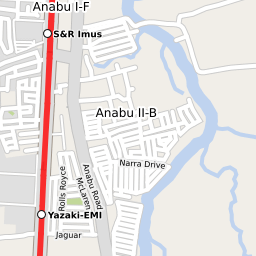 Anabu I-F
S&R Imus
Anabu II-B
Narra Drive
Anabu Road
McLaren
Rolls Royce
Yazaki-EMI
Jaguar